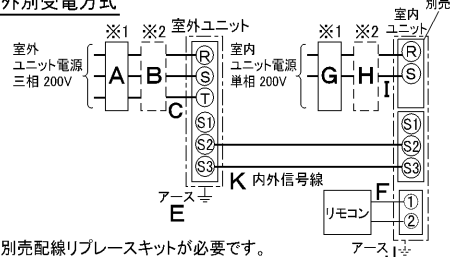 外別受電方式
※1 ※2 室外ユニット
室外
ユニット電源
三相 200V
A B C
R
S
T
S1
S2
S3
アース
E
※1 ※2 室内
ユニット
別売
室内
ユニット電源
単相 200V
G H I
R
S
S1
S2
S3
K 内外信号線
リモコン
F
①
②
アース
別売配線リプレースキットが必要です。